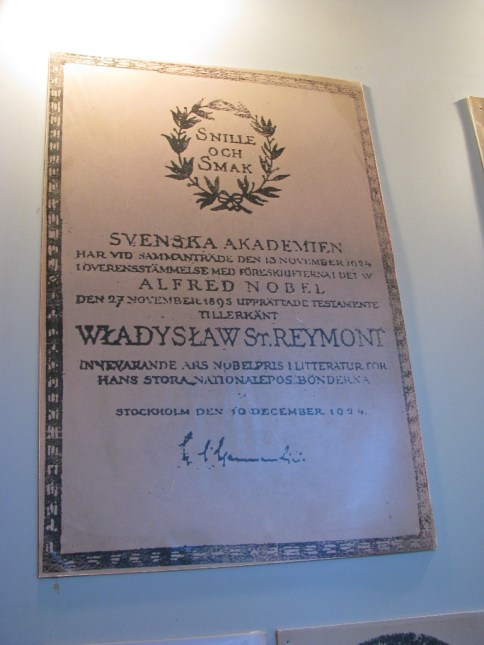 SNILLE
OCH
SMAK
SVENSKA AKADEMIEN
HAR VID SAMMANTRÄDE DEN 13 NOVEMBER 1924
I ÖVERENSSTÄMMELSE MED FÖRESKRIFTERNA I DET AV
ALFRED NOBEL
DEN 27 NOVEMBER 1895 UPPRÄTTADE TESTAMENTE
TILLERKÄNT
WŁADYSŁAW ST. REYMONT
INNEVARANDE ÅRS NOBELPRIS I LITTERATUR FÖR
HANS STORA NATIONALEPOS BÖNDERNA
STOCKHOLM DEN 10 DECEMBER 1924